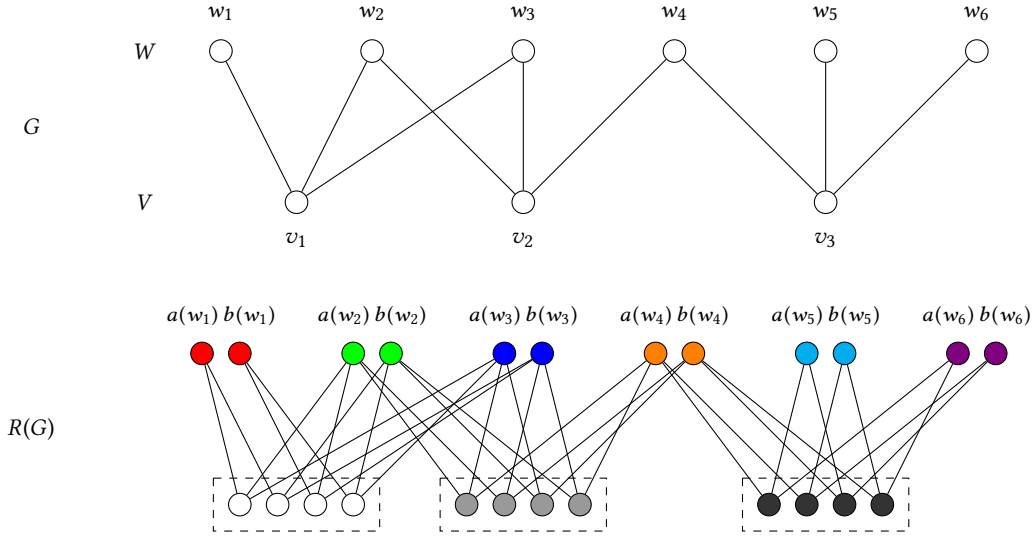 w₁ w₂ w₃ w₄ w₅ w₆
W
G
V
v₁ v₂ v₃
a(w₁) b(w₁) a(w₂) b(w₂) a(w₃) b(w₃) a(w₄) b(w₄) a(w₅) b(w₅) a(w₆) b(w₆)
R(G)